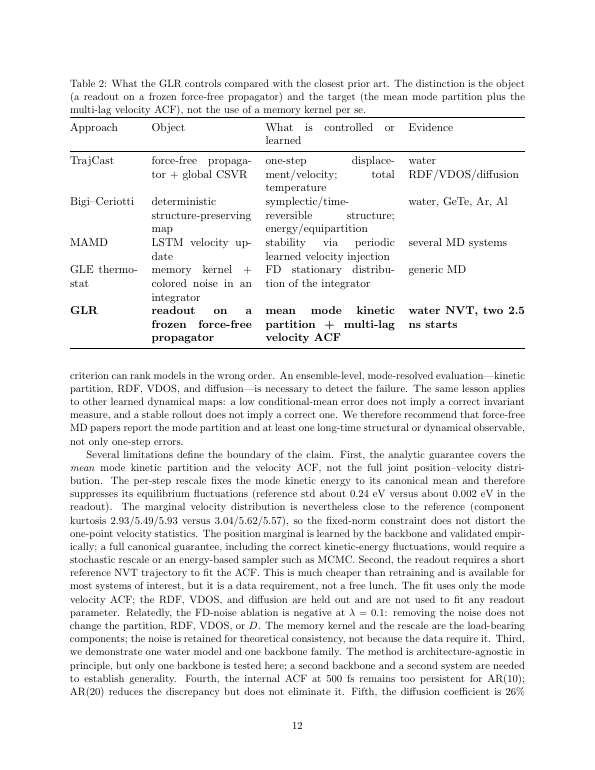 Table 2: What the GLR controls compared with the closest prior art. The distinction is the object
(a readout on a frozen force-free propagator) and the target (the mean mode partition plus the
multi-lag velocity ACF), not the use of a memory kernel per se.
Approach Object What is controlled or learned Evidence
TrajCast force-free propaga-
tor + global CSVR one-step displace-
ment/velocity; total
temperature water
RDF/VDOS/diffusion
Bigi–Ceriotti deterministic
structure-preserving
map symplectic/time-
reversible structure;
energy/equipartition water, GeTe, Ar, Al
MAMD LSTM velocity up-
date stability via periodic
learned velocity injection several MD systems
GLE thermo-
stat memory kernel +
colored noise in an
integrator FD stationary distribu-
tion of the integrator generic MD
GLR readout on a
frozen force-free
propagator mean mode kinetic
partition + multi-lag
velocity ACF water NVT, two 2.5
ns starts
criterion can rank models in the wrong order. An ensemble-level, mode-resolved evaluation—kinetic
partition, RDF, VDOS, and diffusion—is necessary to detect the failure. The same lesson applies
to other learned dynamical maps: a low conditional-mean error does not imply a correct invariant
measure, and a stable rollout does not imply a correct one. We therefore recommend that force-free
MD papers report the mode partition and at least one long-time structural or dynamical observable,
not only one-step errors.
Several limitations define the boundary of the claim. First, the analytic guarantee covers the
mean mode kinetic partition and the velocity ACF, not the full joint position–velocity distri-
bution. The per-step rescale fixes the mode kinetic energy to its canonical mean and therefore
suppresses its equilibrium fluctuations (reference std about 0.24 eV versus about 0.002 eV in the
readout). The marginal velocity distribution is nevertheless close to the reference (component
kurtosis 2.93/5.49/5.93 versus 3.04/5.62/5.57), so the fixed-norm constraint does not distort the
one-point velocity statistics. The position marginal is learned by the backbone and validated empir-
ically; a full canonical guarantee, including the correct kinetic-energy fluctuations, would require a
stochastic rescale or an energy-based sampler such as MCMC. Second, the readout requires a short
reference NVT trajectory to fit the ACF. This is much cheaper than retraining and is available for
most systems of interest, but it is a data requirement, not a free lunch. The fit uses only the mode
velocity ACF; the RDF, VDOS, and diffusion are held out and are not used to fit any readout
parameter. Relatedly, the FD-noise ablation is negative at λ = 0.1: removing the noise does not
change the partition, RDF, VDOS, or D. The memory kernel and the rescale are the load-bearing
components; the noise is retained for theoretical consistency, not because the data require it. Third,
we demonstrate one water model and one backbone family. The method is architecture-agnostic in
principle, but only one backbone is tested here; a second backbone and a second system are needed
to establish generality. Fourth, the internal ACF at 500 fs remains too persistent for AR(10);
AR(20) reduces the discrepancy but does not eliminate it. Fifth, the diffusion coefficient is 26%
12